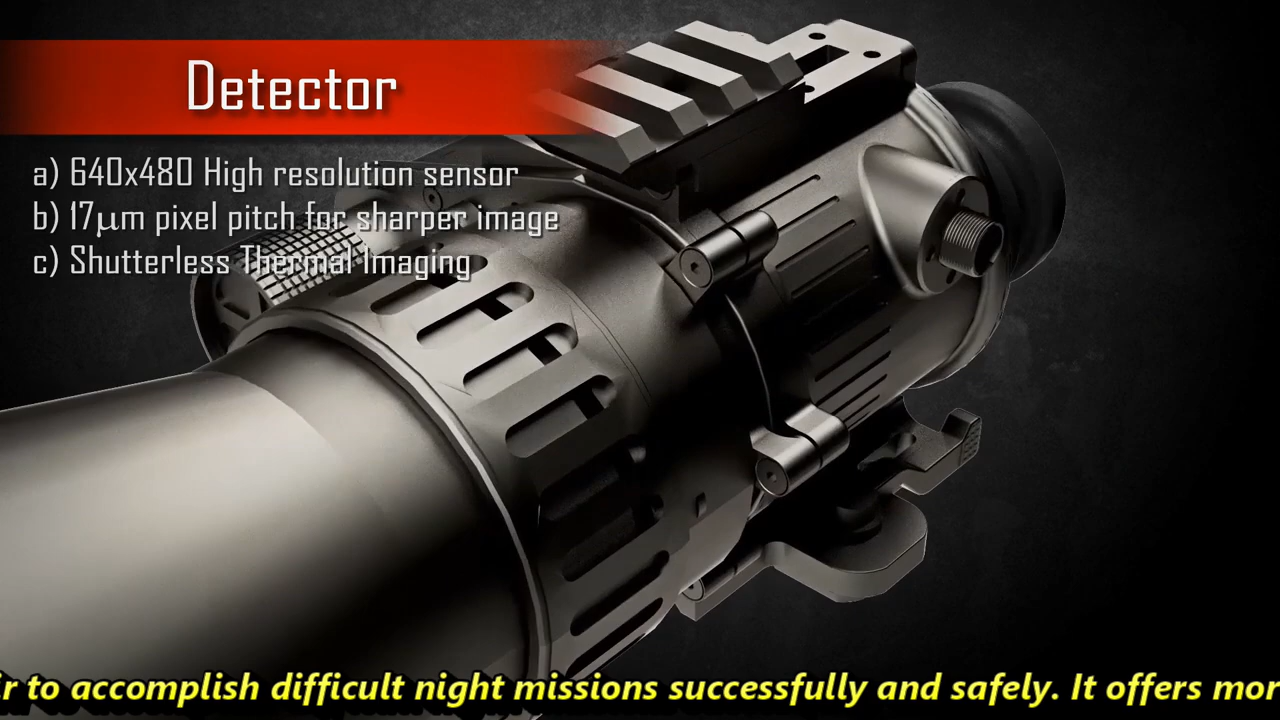 Detector
a) 640x480 High resolution sensor
b) 17µm pixel pitch for sharper image
c) Shutterless Thermal Imaging
to accomplish difficult night missions successfully and safely. It offers